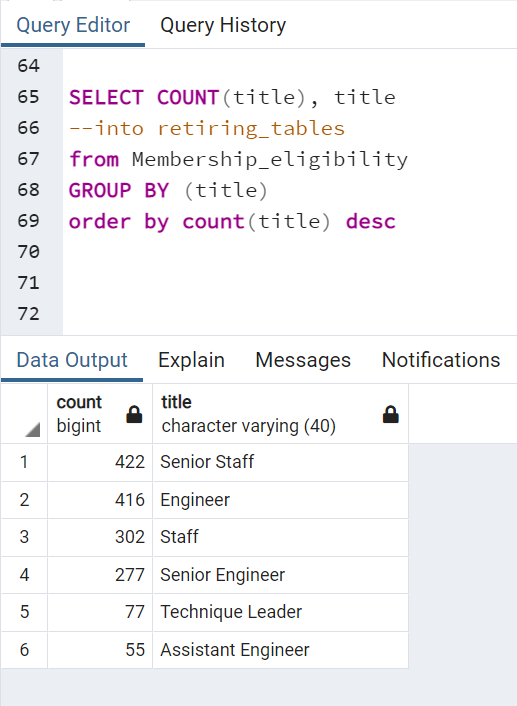 Query Editor Query History
64
65 SELECT COUNT(title), title
66 --into retiring_tables
67 from Membership_eligibility
68 GROUP BY (title)
69 order by count(title) desc
70
71
72
Data Output Explain Messages Notifications
count title
bigint character varying (40)
1 422 Senior Staff
2 416 Engineer
3 302 Staff
4 277 Senior Engineer
5 77 Technique Leader
6 55 Assistant Engineer